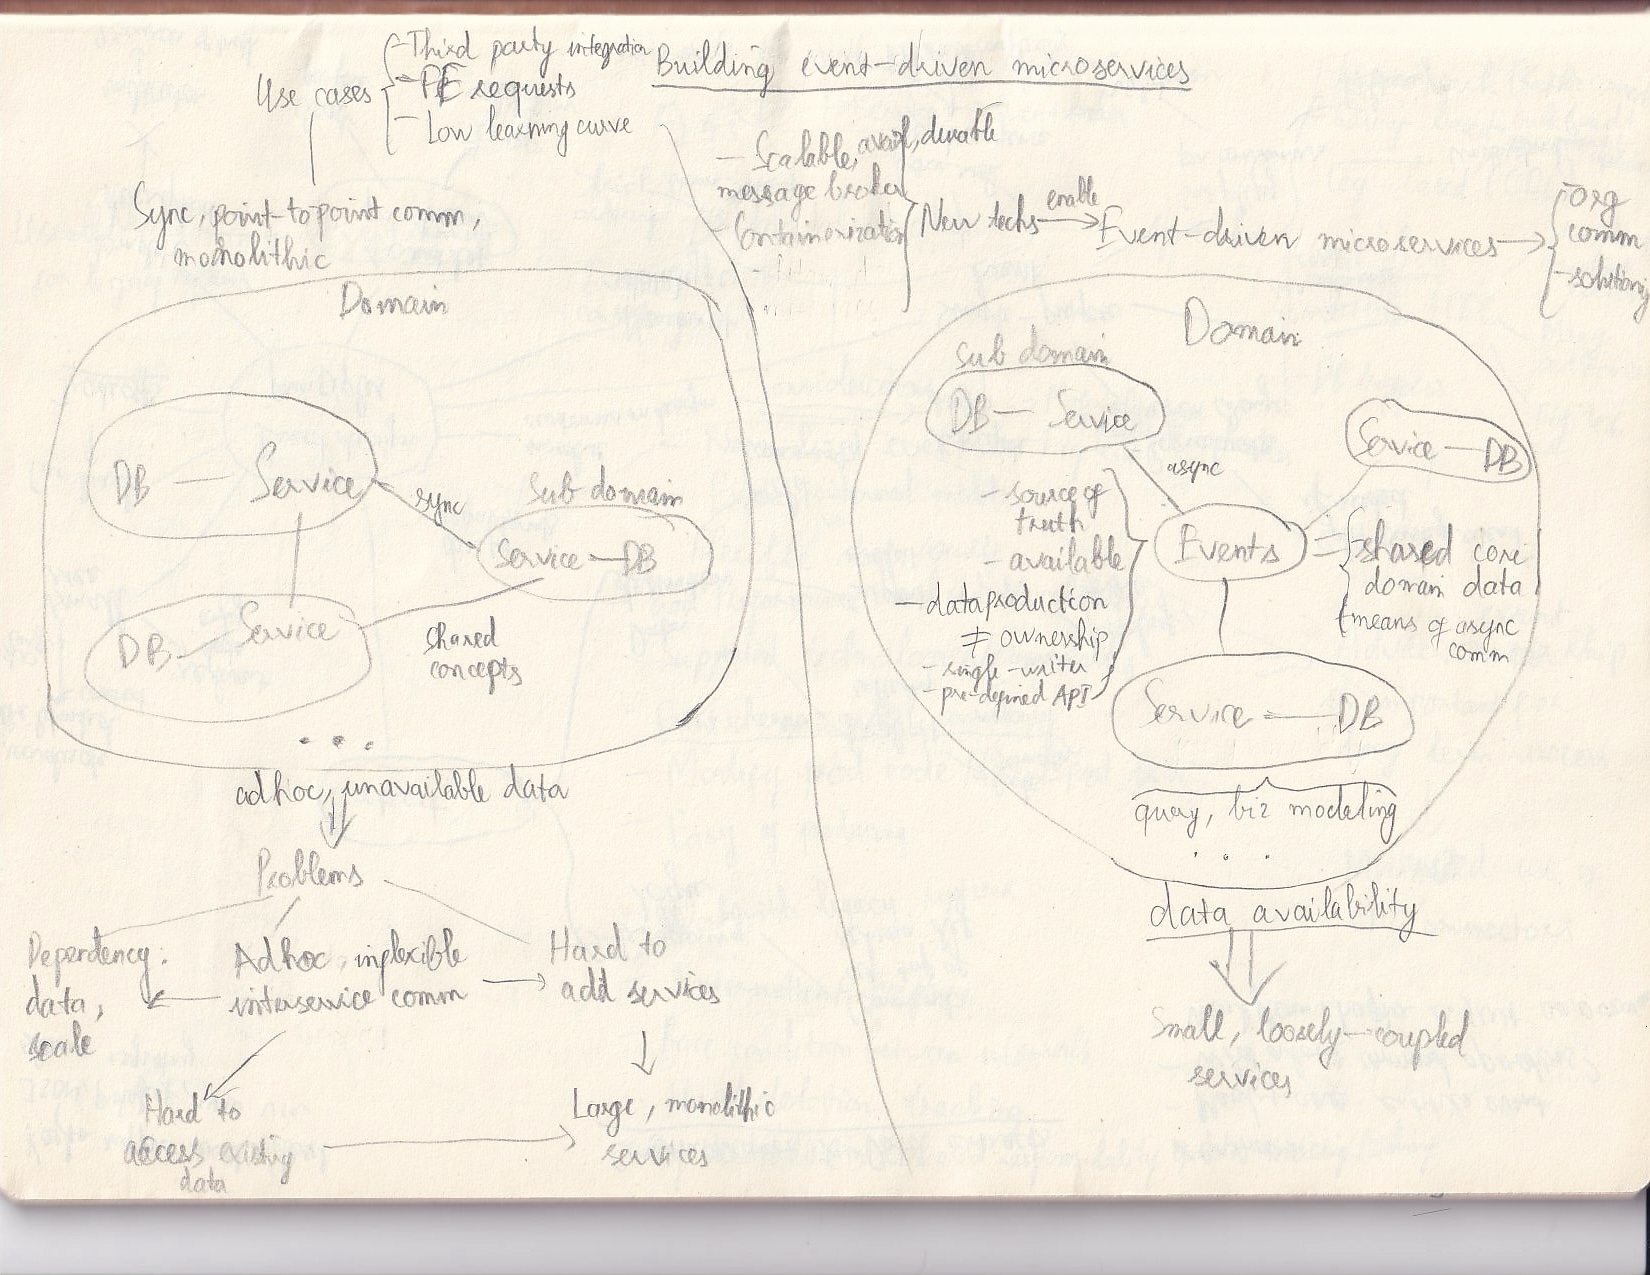 Building event-driven microservices
Use cases
- Third party integration
- FE requests
- Low learning curve
Sync, point-to point comm,
monolithic
Domain
DB — Service
sync
Sub domain
Service — DB
DB — Service
shared
concepts
...
adhoc, unavailable data
Problems
Dependency:
data,
scale
Adhoc, inflexible
interservice comm
Hard to
add services
Hard to
access existing
data
Large, monolithic
services
- Scalable, avail, durable
message broker
- Containerization
...
New techs
enable
Event-driven microservices
- org
comm
- solutioning
Domain
Sub domain
DB — Service
async
Service — DB
Events
- source of
truth
- available
- data production
≠ ownership
- single-writer
- pre-defined API
= - shared core
domain data
- means of async
comm
Service — DB
query, biz modeling
...
data availability
Small, loosely-coupled
services